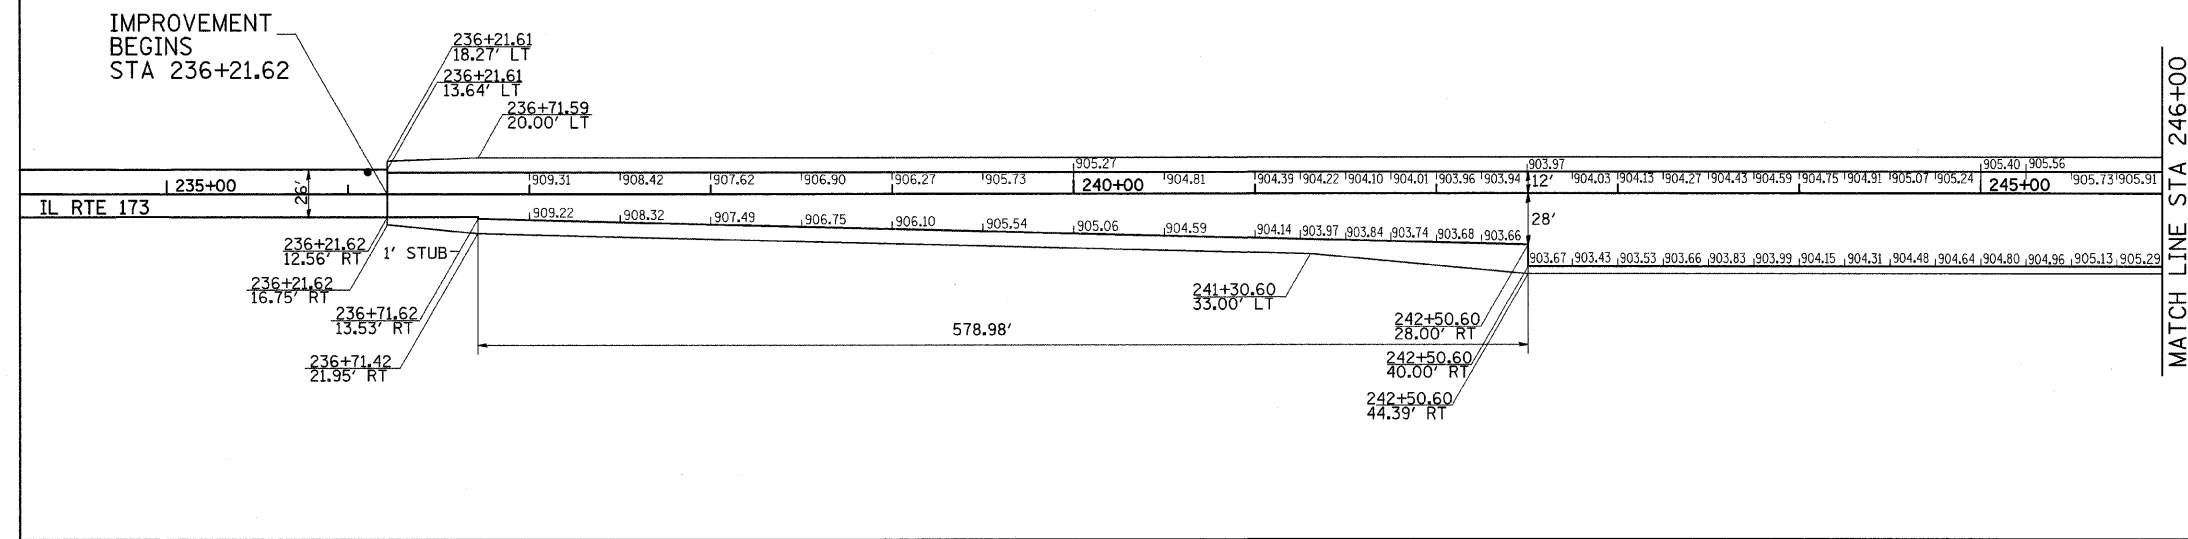 IMPROVEMENT
BEGINS
STA 236+21.62
236+21.61
18.27' LT
236+21.61
13.64' LT
236+71.59
20.00' LT
905.27
903.97
905.40 905.56
235+00
26'
909.31 908.42 907.62 906.90 906.27 905.73 240+00 904.81 904.39 904.22 904.10 904.01 903.96 903.94 12' 904.03 904.13 904.27 904.43 904.59 904.75 904.91 905.07 905.24 245+00 905.73 905.91
IL RTE 173
909.22 908.32 907.49 906.75 906.10 905.54 905.06 904.59 904.14 903.97 903.84 903.74 903.68 903.66
28'
903.67 903.43 903.53 903.66 903.83 903.99 904.15 904.31 904.48 904.64 904.80 904.96 905.13 905.29
236+21.62
12.56' RT
1' STUB
236+21.62
16.75' RT
236+71.62
13.53' RT
236+71.42
21.95' RT
578.98'
241+30.60
33.00' LT
242+50.60
28.00' RT
242+50.60
40.00' RT
242+50.60
44.39' RT
MATCH LINE STA 246+00